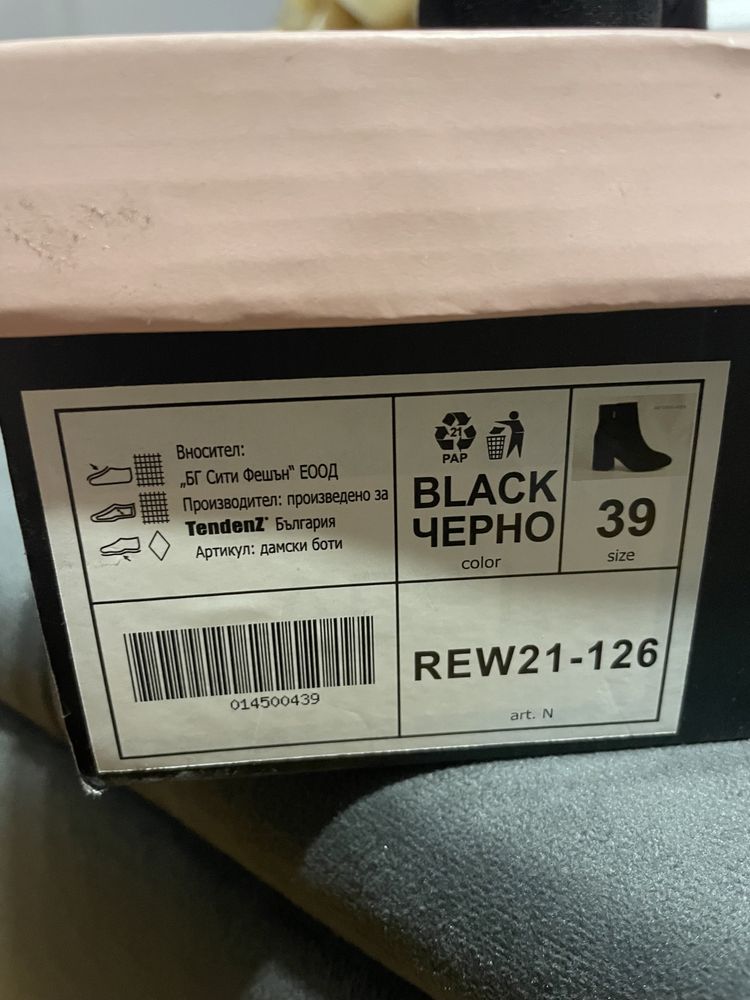 Вносител:
„БГ Сити Фешън" ЕООД
Производител: произведено за
TendenZ® България
Артикул: дамски боти
21
PAP
BLACK
ЧЕРНО
color
39
size
014500439
REW21-126
art. N